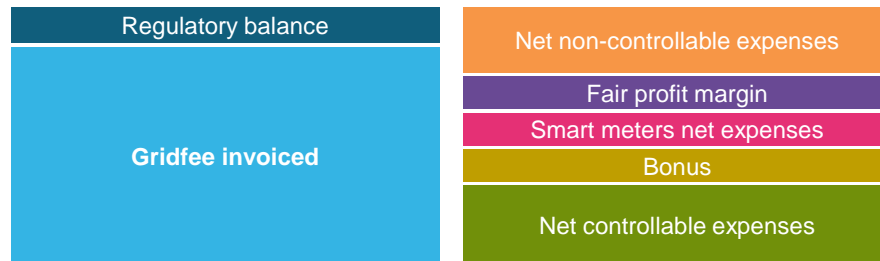 Regulatory balance
Gridfee invoiced
Net non-controllable expenses
Fair profit margin
Smart meters net expenses
Bonus
Net controllable expenses